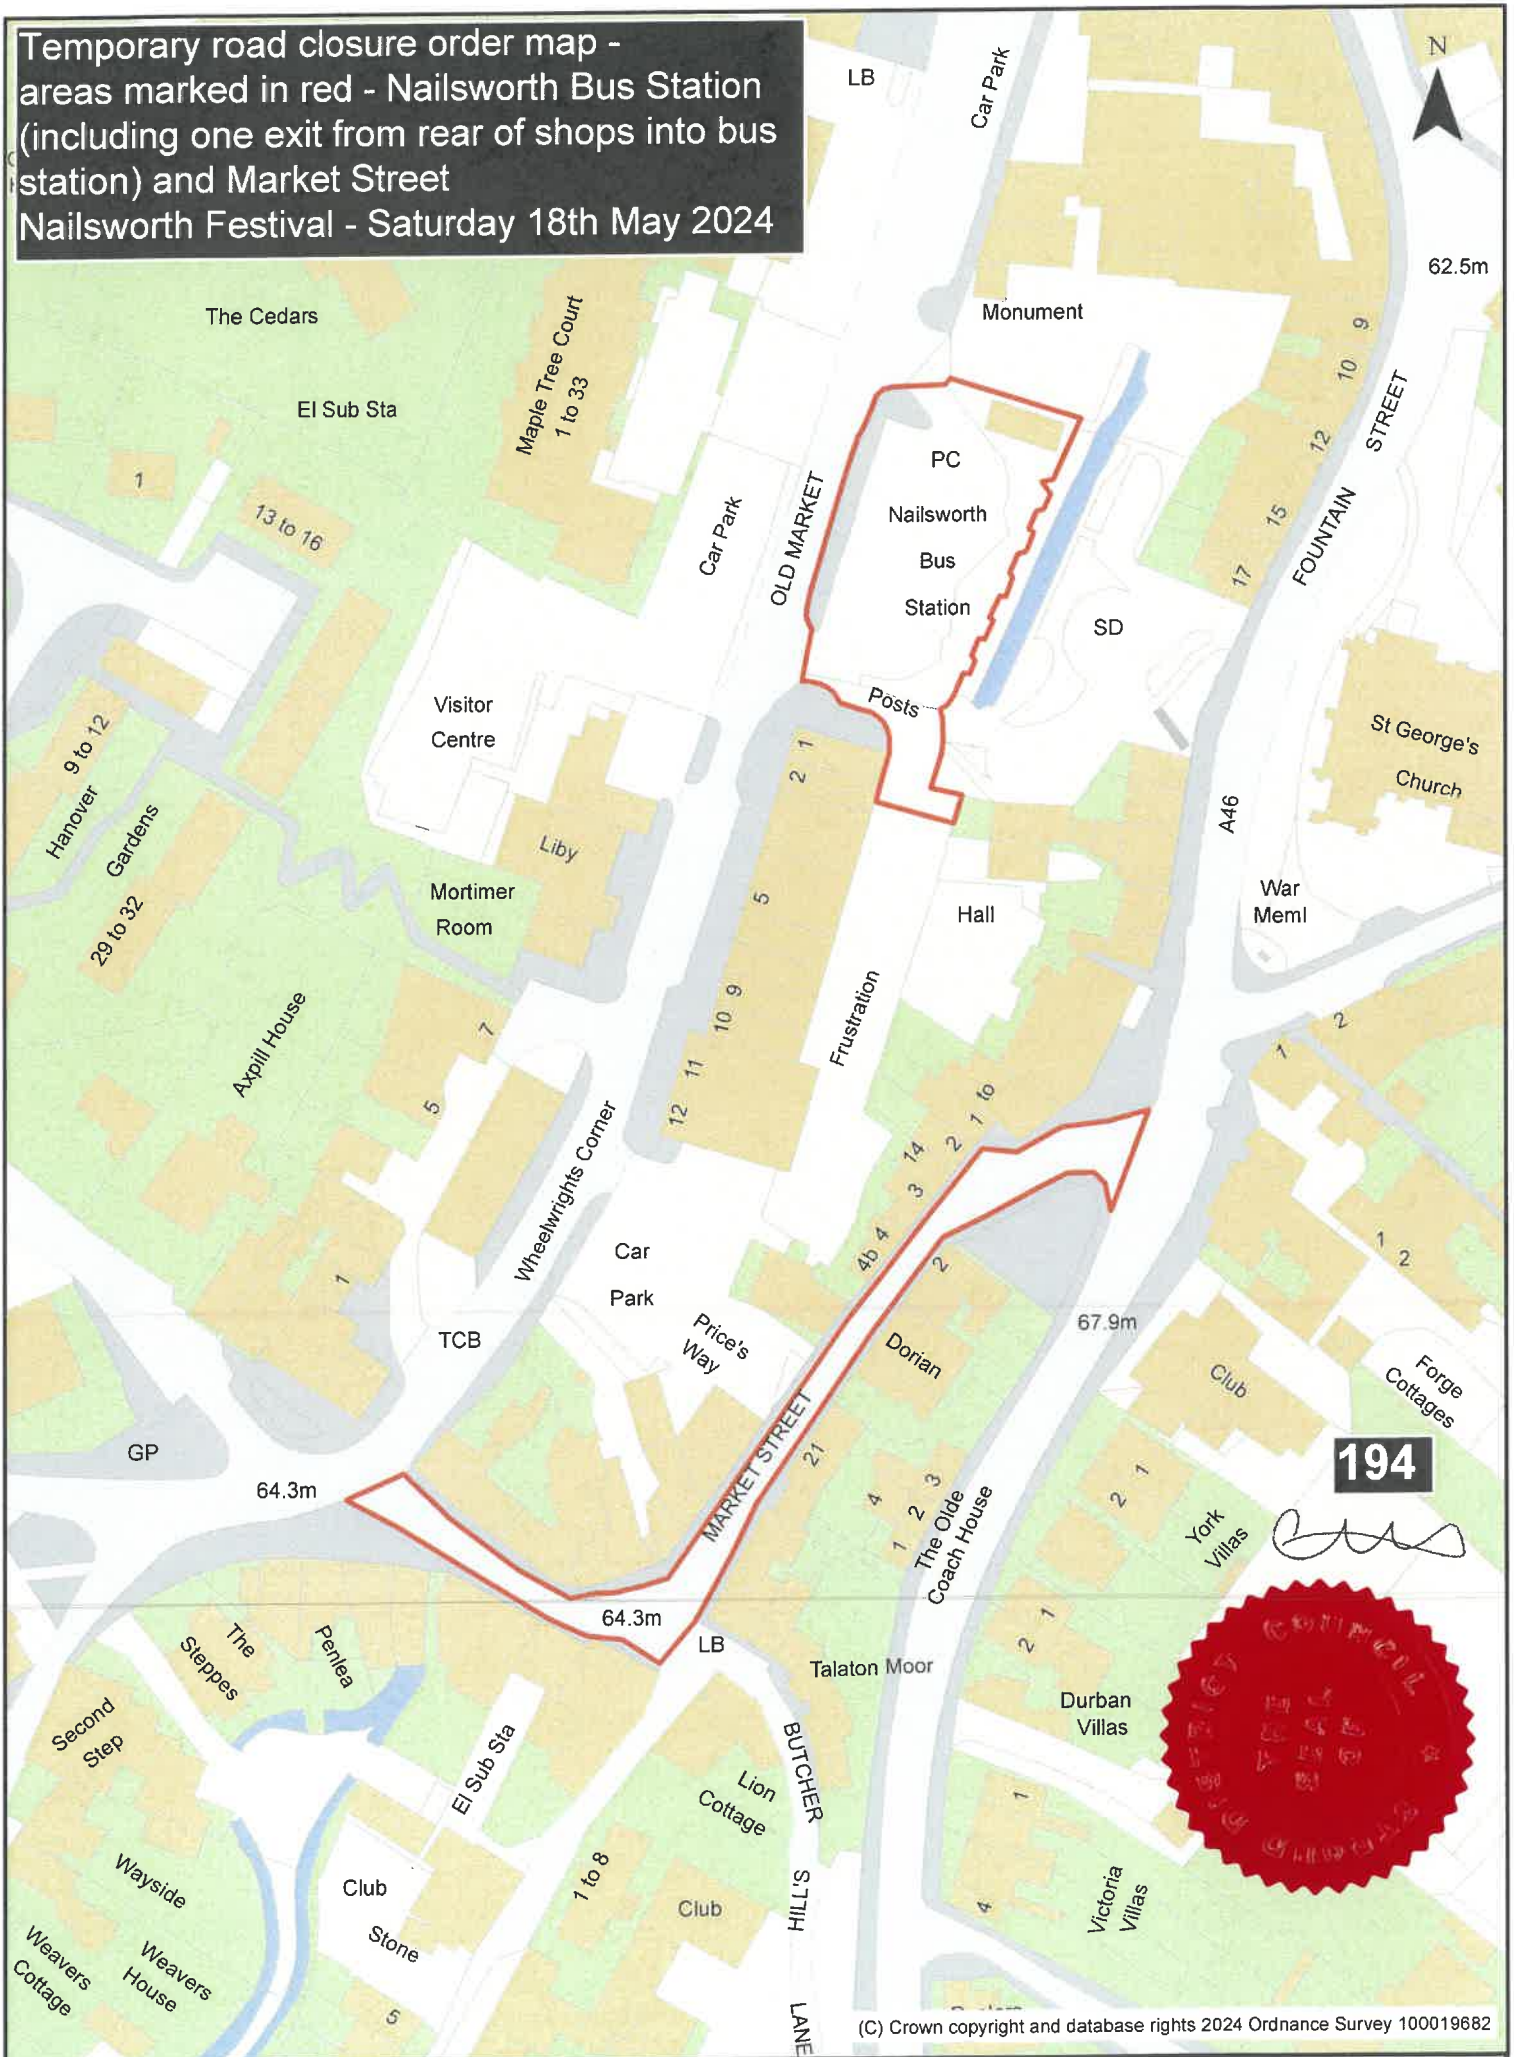 Temporary road closure order map -
areas marked in red - Nailsworth Bus Station
(including one exit from rear of shops into bus
station) and Market Street
Nailsworth Festival - Saturday 18th May 2024
LB
Car Park
N
62.5m
The Cedars
Maple Tree Court
1 to 33
Monument
9
10
El Sub Sta
STREET
12
1
PC
13 to 16
Car Park
OLD MARKET
Nailsworth
Bus
Station
15
FOUNTAIN
17
SD
Visitor
Centre
Posts
St George's
Church
9 to 12
1
2
Hanover
Gardens
A46
Liby
29 to 32
Mortimer
Room
5
Hall
War
Meml
Axpill House
9
10
Frustration
7
2
1
11
5
12
1 to
2
14
3
Wheelwrights Corner
4
4b
1
2
1
Car
Park
2
TCB
Price's
Way
Dorian
67.9m
Club
Forge
Cottages
GP
MARKET STREET
21
194
64.3m
4
3
2
1
The Olde
Coach House
1
2
York
Villas
64.3m
LB
1
2
The
Steppes
Penlea
Talaton Moor
Durban
Villas
Second
Step
El Sub Sta
BUTCHER
Lion
Cottage
1
Wayside
Club
1 to 8
Club
HILL'S
4
Victoria
Villas
Stone
Weavers
Cottage
Weavers
House
5
LANE
(C) Crown copyright and database rights 2024 Ordnance Survey 100019682